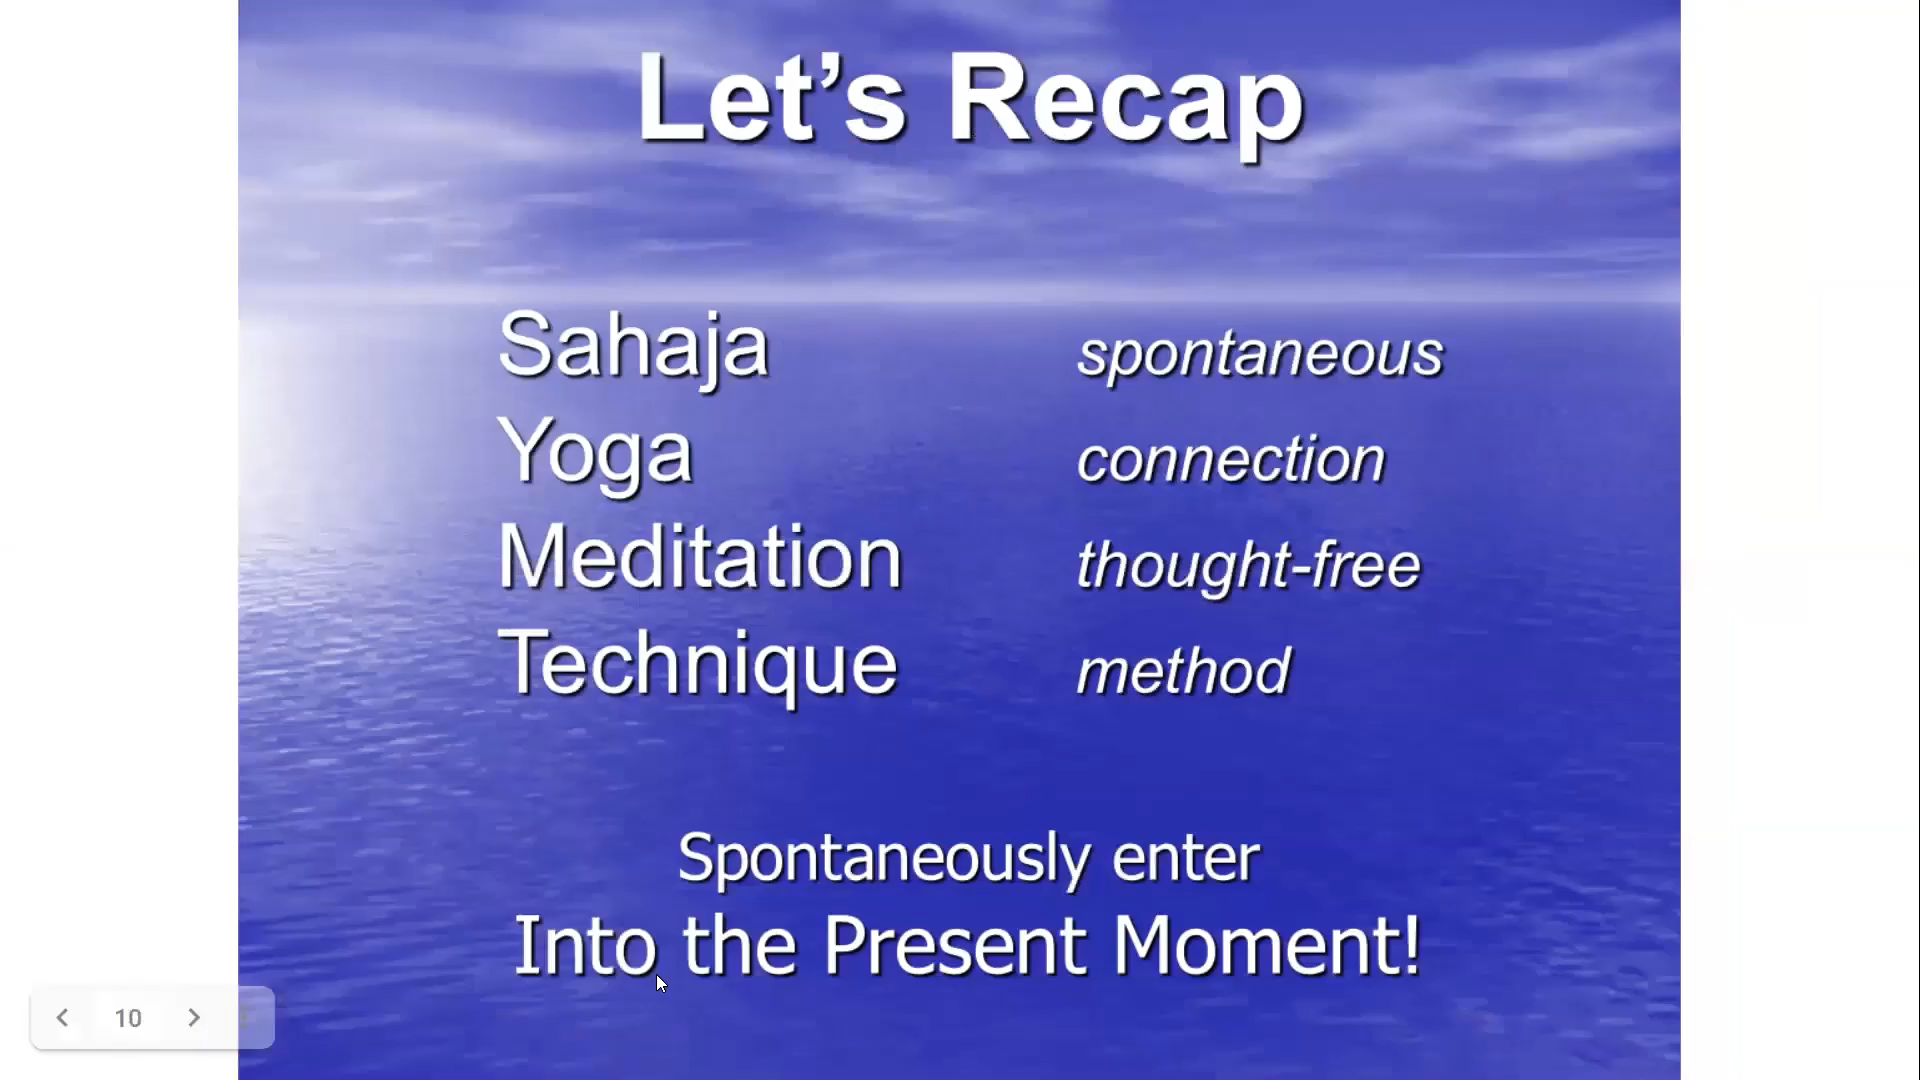 Let’s Recap
Sahaja spontaneous
Yoga connection
Meditation thought-free
Technique method
Spontaneously enter
Into the Present Moment!
10